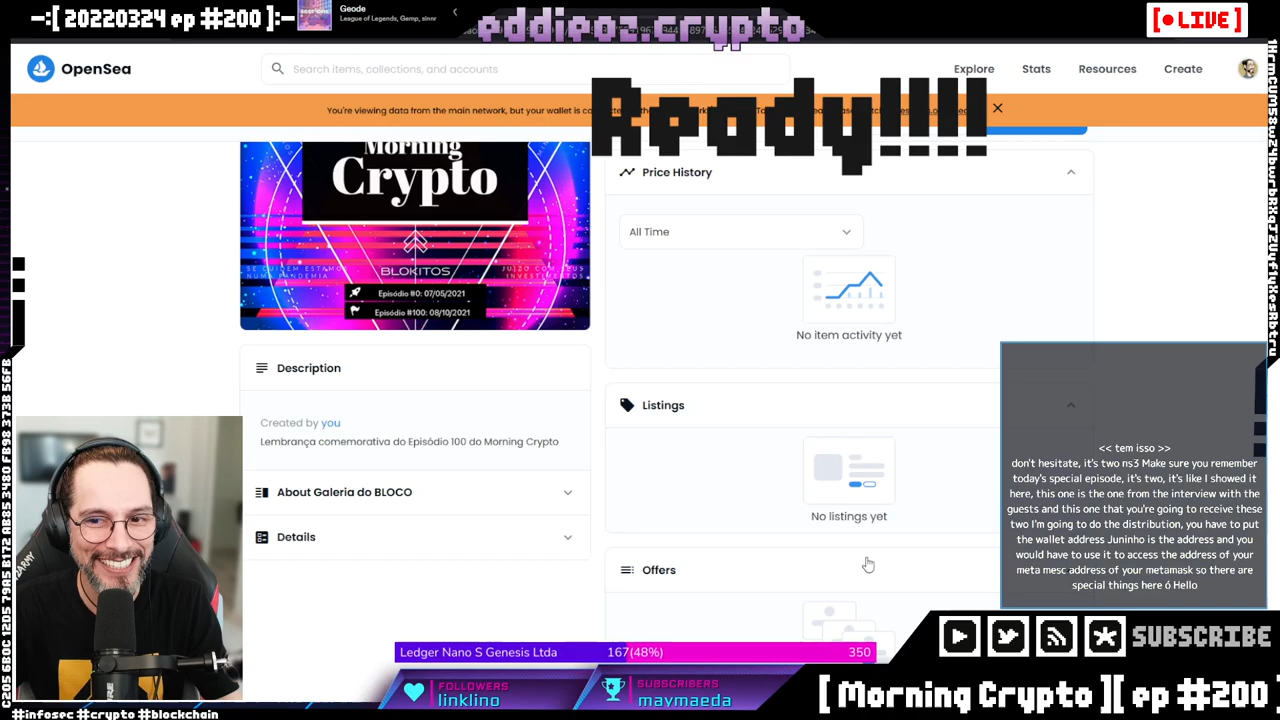 -:[ 20220324 ep #200 ]:-
Geode
League of Legends, Gemp, sinnr
eddieoz.crypto
[•LIVE]
OpenSea
Search items, collections, and accounts
Explore
Stats
Resources
Create
You're viewing data from the main network, but your wallet is
Ready!!!!
Morning
Crypto
SE CUIDEM ESTAMOS
NUMA PANDEMIA
BLOKITOS
JUIZO COM SEUS
INVESTIMENTOS
Episódio #0: 07/05/2021
Episódio #100: 08/10/2021
Price History
All Time
No item activity yet
Description
Created by you
Lembrança comemorativa do Episódio 100 do Morning Crypto
About Galeria do BLOCO
Details
Listings
No listings yet
Offers
<< tem isso >>
don't hesitate, it's two ns3 Make sure you remember
today's special episode, it's two, it's like I showed it
here, this one is the one from the interview with the
guests and this one that you're going to receive these
two I'm going to do the distribution, you have to put
the wallet address Juninho is the address and you
would have to use it to access the address of your
meta mesc address of your metamask so there are
special things here ó Hello
Ledger Nano S Genesis Ltda
167(48%)
350
FOLLOWERS
linklino
SUBSCRIBERS
maymaeda
SUBSCRIBE
[ Morning Crypto ][ ep #200 ]
#infosec #crypto #blockchain